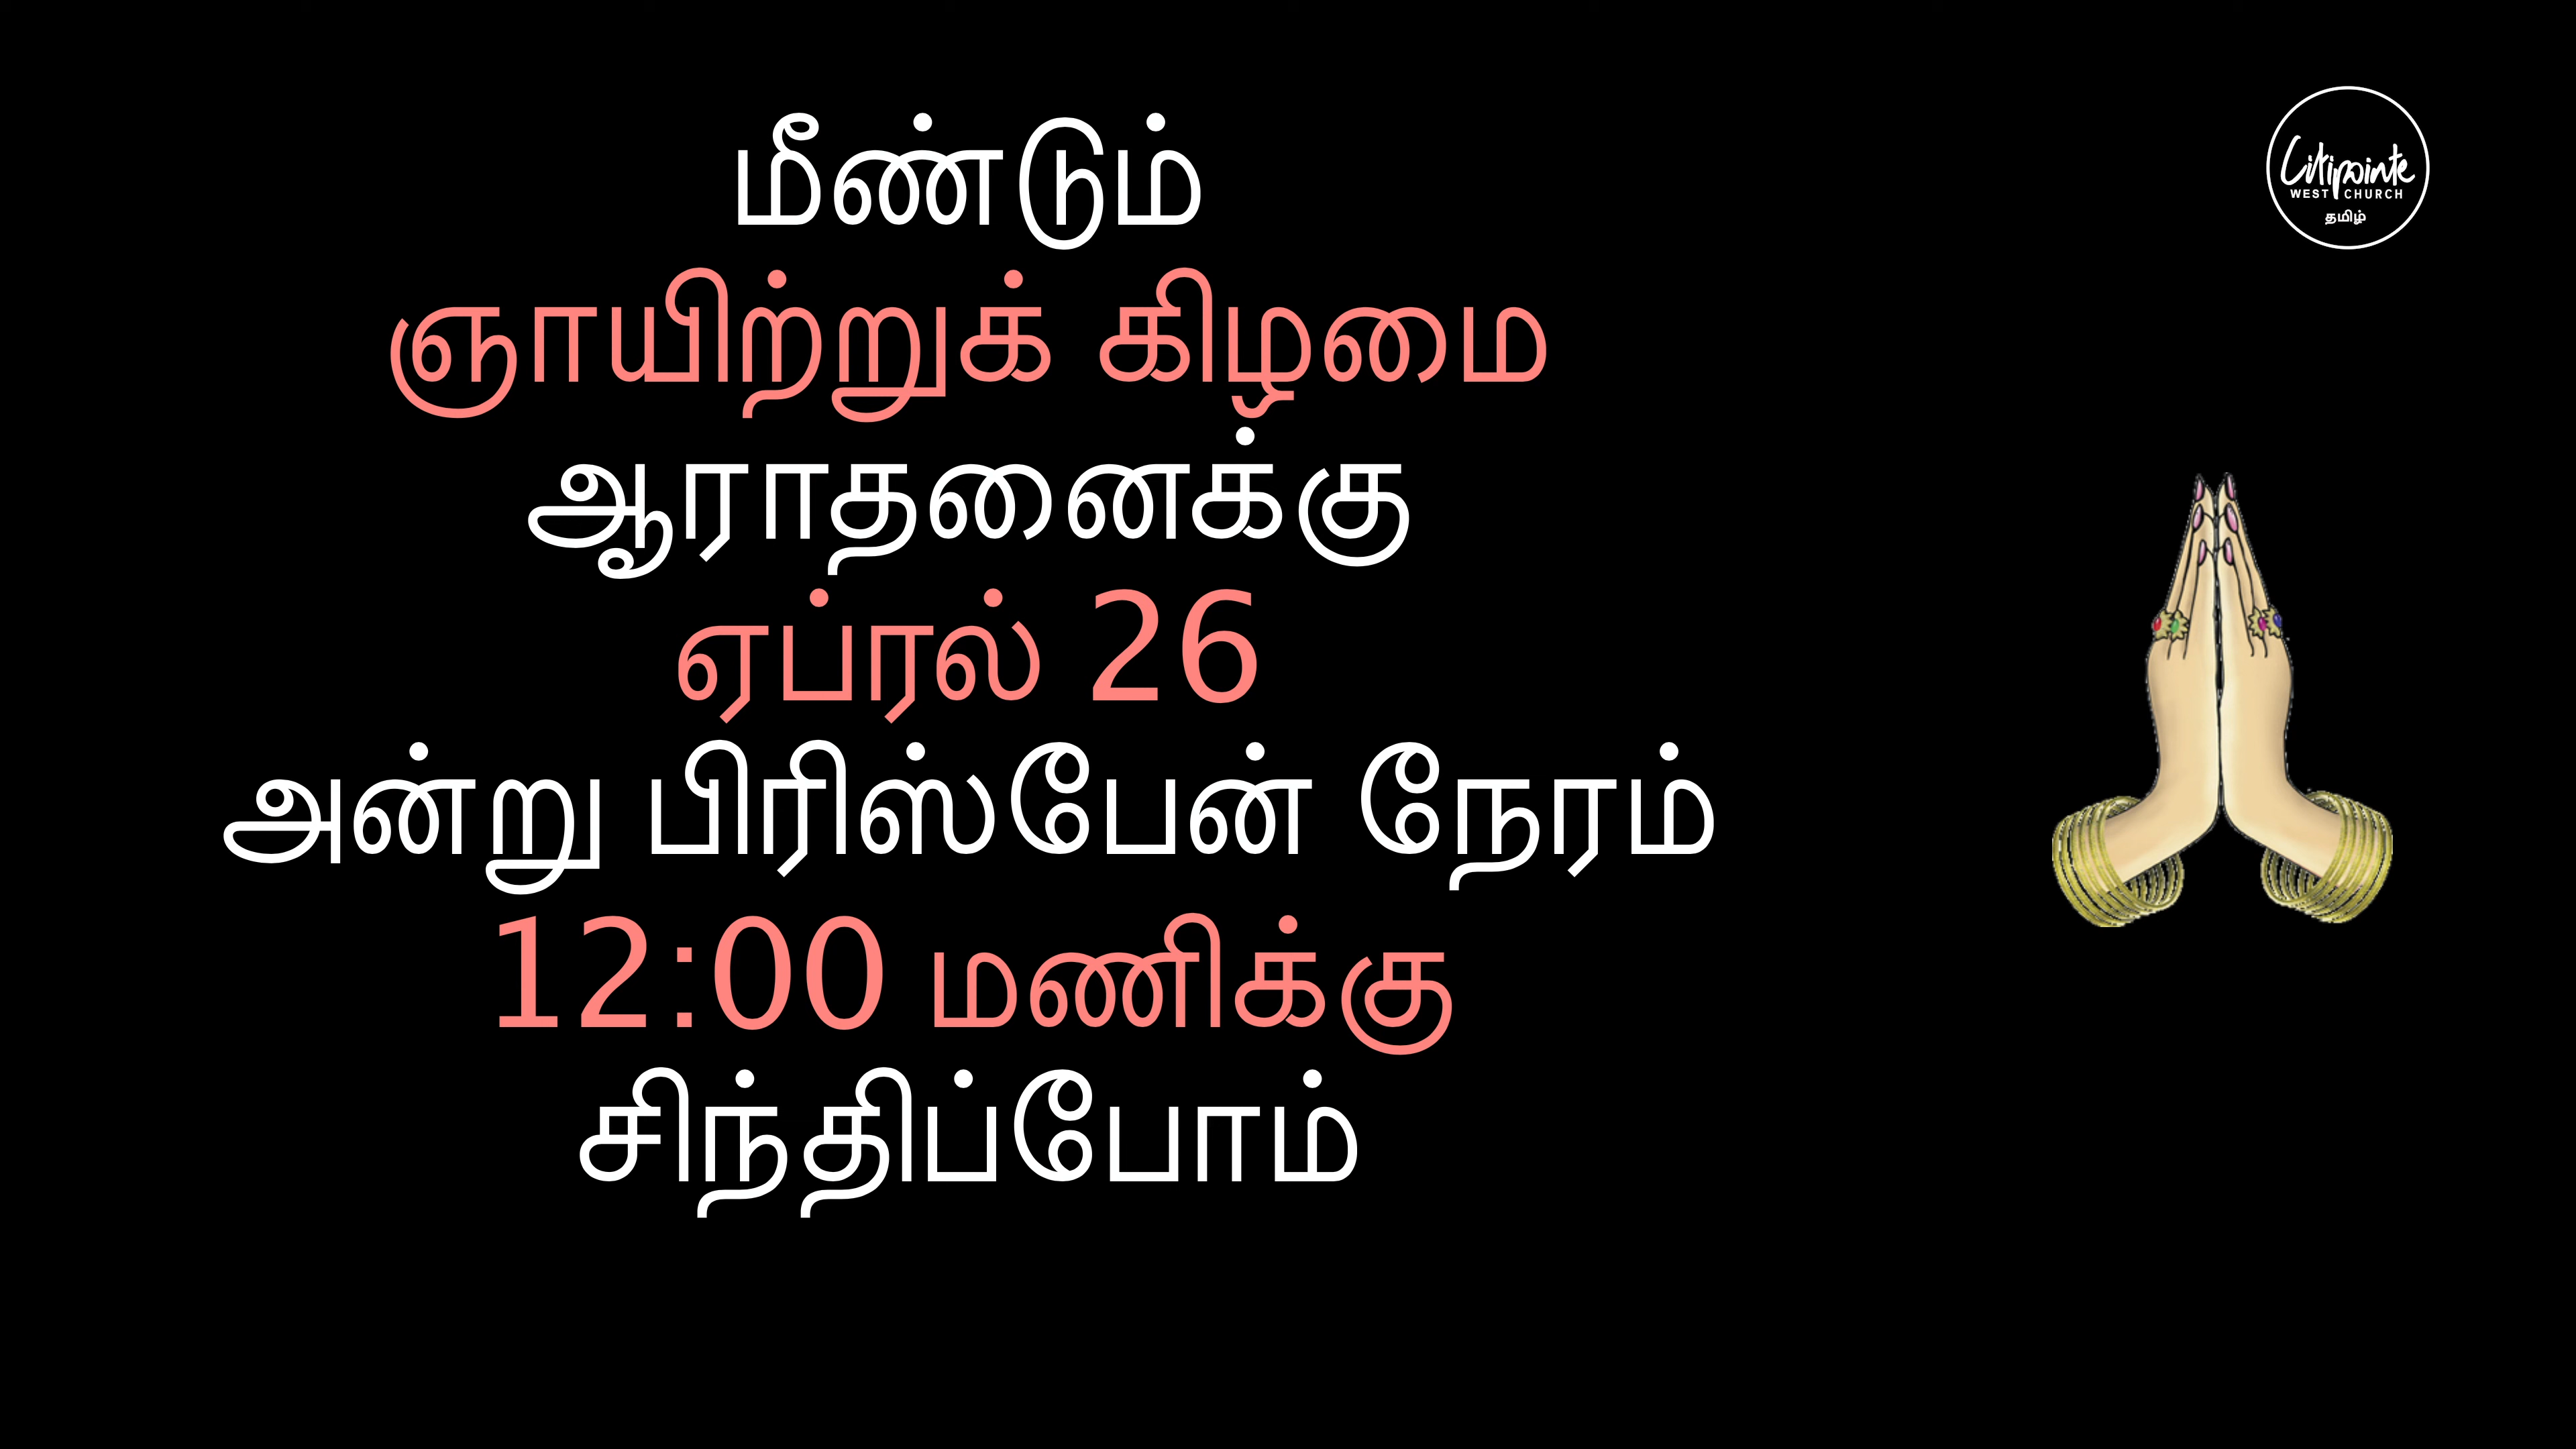 மீண்டும்
ஞாயிற்றுக் கிழமை
ஆராதனைக்கு
ஏப்ரல் 26
அன்று பிரிஸ்பேன் நேரம்
12:00 மணிக்கு
சிந்திப்போம்
Citipointe
WEST CHURCH
தமிழ்